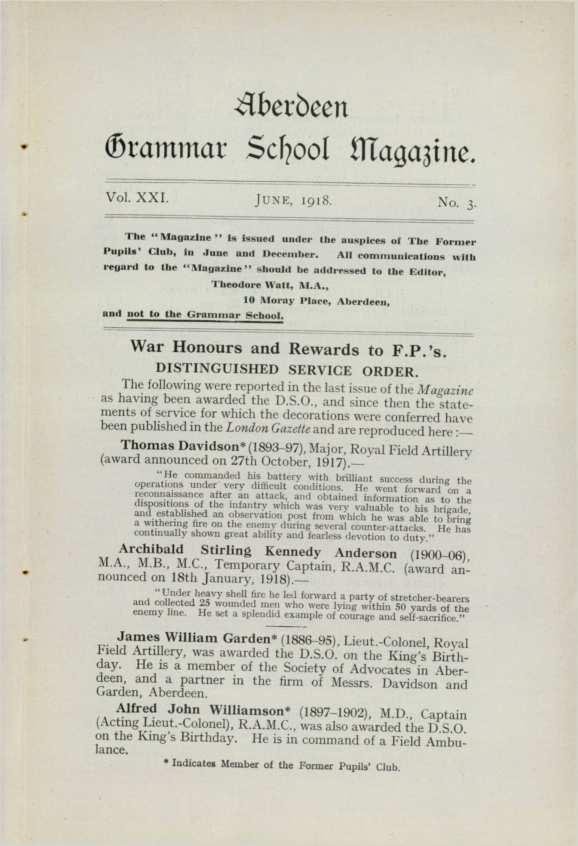 Aberdeen
Grammar School Magazine.
Vol. XXI. JUNE, 1918. No. 3.
The "Magazine" is issued under the auspices of The Former
Pupils' Club, in June and December. All communications with
regard to the "Magazine" should be addressed to the Editor,
Theodore Watt, M.A.,
10 Moray Place, Aberdeen,
and not to the Grammar School.
War Honours and Rewards to F.P.'s.
DISTINGUISHED SERVICE ORDER.
The following were reported in the last issue of the Magazine
as having been awarded the D.S.O., and since then the state-
ments of service for which the decorations were conferred have
been published in the London Gazette and are reproduced here :—
Thomas Davidson* (1893–97), Major, Royal Field Artillery
(award announced on 27th October, 1917).—
"He commanded his battery with brilliant success during the
operations under very difficult conditions. He went forward on a
reconnaissance after an attack, and obtained information as to the
dispositions of the infantry which was very valuable to his brigade,
and established an observation post from which he was able to bring
a withering fire on the enemy during several counter-attacks. He has
continually shown great ability and fearless devotion to duty."
Archibald Stirling Kennedy Anderson (1900–06),
M.A., M.B., M.C., Temporary Captain, R.A.M.C. (award an-
nounced on 18th January, 1918).—
"Under heavy shell fire he led forward a party of stretcher-bearers
and collected 25 wounded men who were lying within 50 yards of the
enemy line. He set a splendid example of courage and self-sacrifice."
James William Garden* (1886–95), Lieut.-Colonel, Royal
Field Artillery, was awarded the D.S.O. on the King's Birth-
day. He is a member of the Society of Advocates in Aber-
deen, and a partner in the firm of Messrs. Davidson and
Garden, Aberdeen.
Alfred John Williamson* (1897–1902), M.D., Captain
(Acting Lieut.-Colonel), R.A.M.C., was also awarded the D.S.O.
on the King's Birthday. He is in command of a Field Ambu-
lance.
* Indicates Member of the Former Pupils' Club.